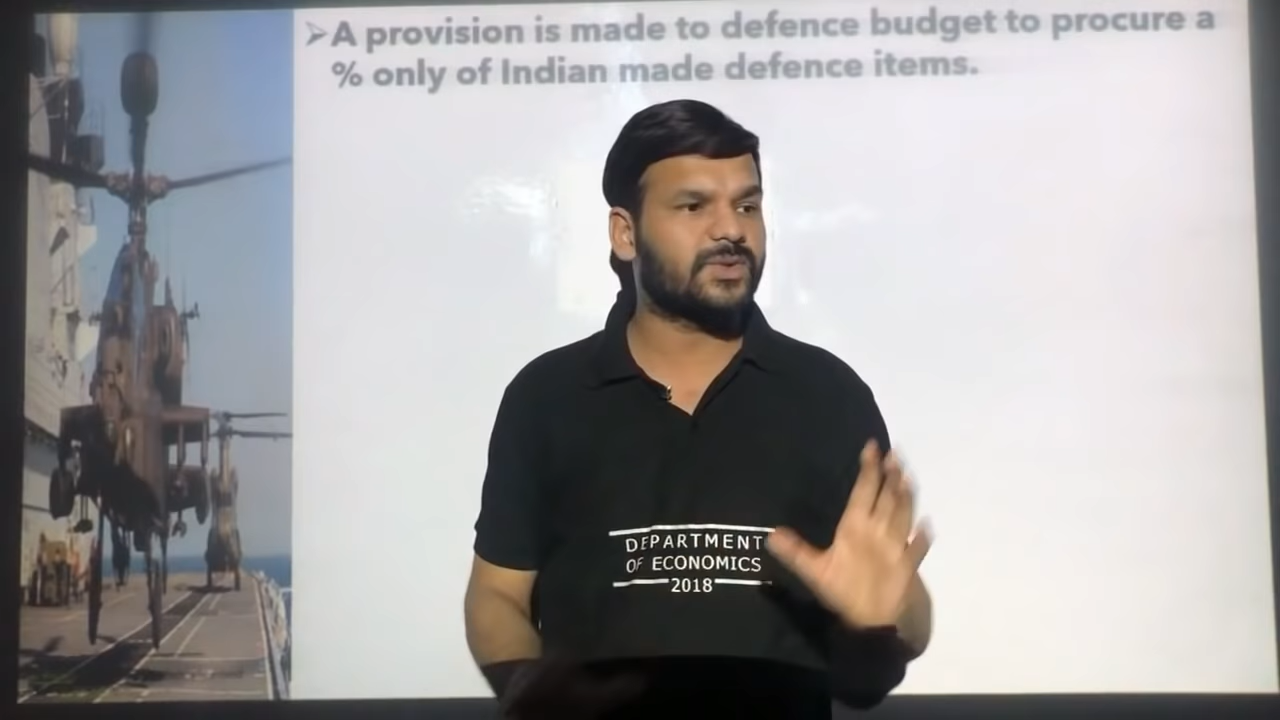 ➢A provision is made to defence budget to procure a
% only of Indian made defence items.
DEPARTMENT
OF ECONOMICS
2018